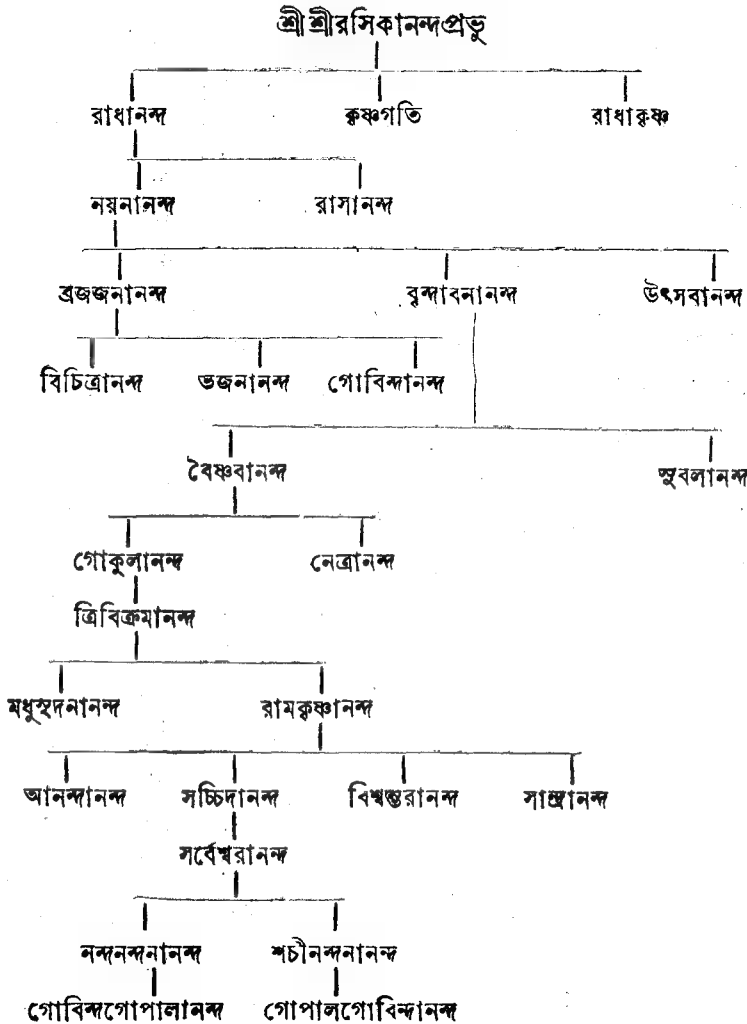 শ্রীশ্রীরসিকানন্দপ্রভু
রাধানন্দ কৃষ্ণগতি রাধাকৃষ্ণ
নয়নানন্দ রাসানন্দ
ব্রজজনানন্দ বৃন্দাবনানন্দ উৎসবানন্দ
বিচিত্রানন্দ ভজনানন্দ গোবিন্দানন্দ
বৈষ্ণবানন্দ সুবলানন্দ
গোকুলানন্দ নেত্রানন্দ
ত্রিবিক্রমানন্দ
মধুসূদনানন্দ রামকৃষ্ণানন্দ
আনন্দানন্দ সচ্চিদানন্দ বিশ্বম্ভরানন্দ সান্দ্রানন্দ
সর্বেশ্বরানন্দ
নন্দনন্দনানন্দ শচীনন্দনানন্দ
গোবিন্দগোপালানন্দ গোপালগোবিন্দানন্দ